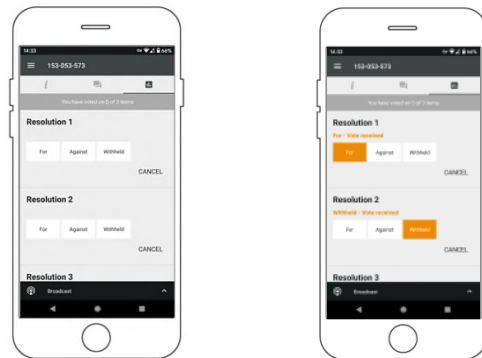 14:33 64%
153-053-573
i
You have voted on 0 of 3 items
Resolution 1
For Against Withheld
CANCEL
Resolution 2
For Against Withheld
CANCEL
Resolution 3
Broadcast
14:33 64%
153-053-573
i
You have voted on 3 of 3 items
Resolution 1
For - Vote received
For Against Withheld
CANCEL
Resolution 2
Withheld - Vote received
For Against Withheld
CANCEL
Resolution 3
Broadcast